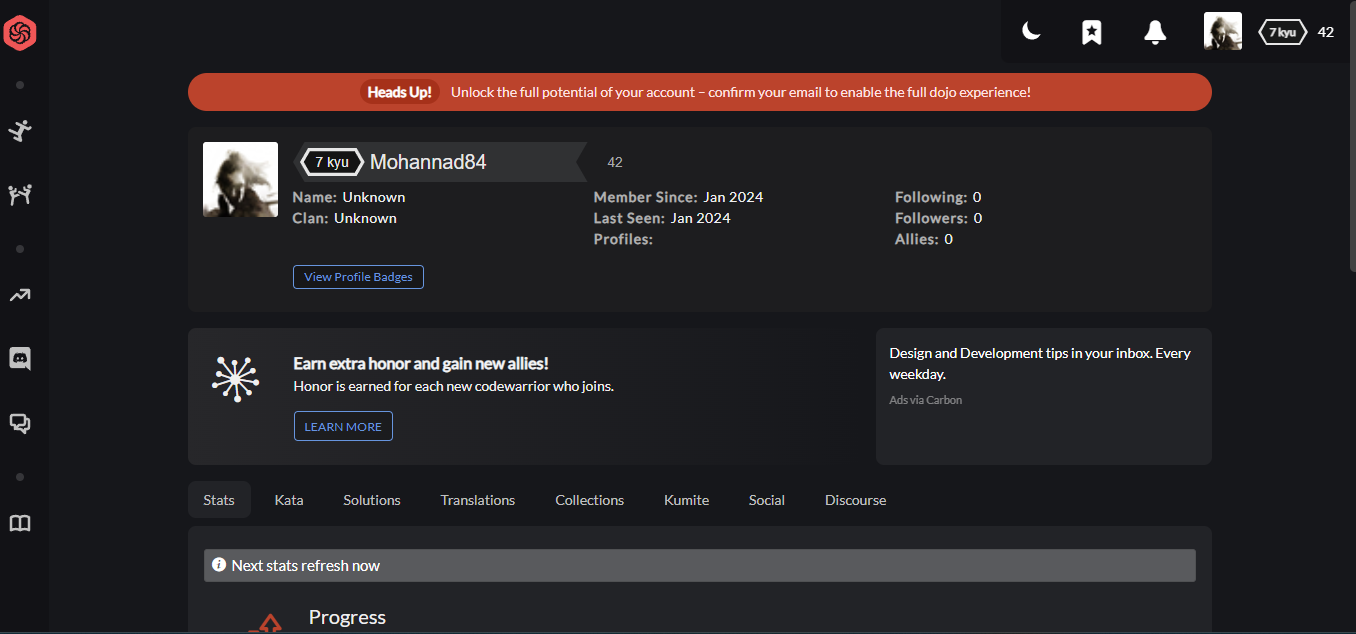 7 kyu 42
Heads Up! Unlock the full potential of your account – confirm your email to enable the full dojo experience!
7 kyu Mohannad84 42
Name: Unknown Member Since: Jan 2024 Following: 0
Clan: Unknown Last Seen: Jan 2024 Followers: 0
Profiles: Allies: 0
View Profile Badges
Earn extra honor and gain new allies!
Honor is earned for each new codewarrior who joins.
LEARN MORE
Design and Development tips in your inbox. Every
weekday.
Ads via Carbon
Stats Kata Solutions Translations Collections Kumite Social Discourse
Next stats refresh now
Progress